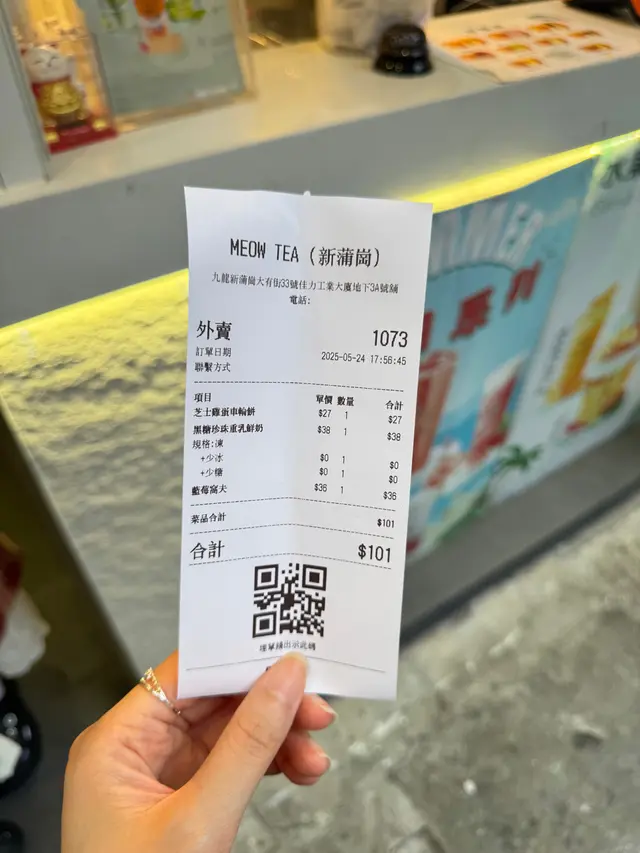 MEOW TEA (新蒲崗)
九龍新蒲崗大有街33號佳力工業大廈地下3A號舖
電話:
外賣 1073
訂單日期 2025-05-24 17:56:45
聯繫方式
項目 單價 數量 合計
芝士雞蛋車輪餅 $27 1 $27
黑糖珍珠重乳鮮奶 $38 1 $38
規格:凍
+少冰 $0 1 $0
+少糖 $0 1 $0
藍莓窩夫 $36 1 $36
菜品合計 $101
合計 $101